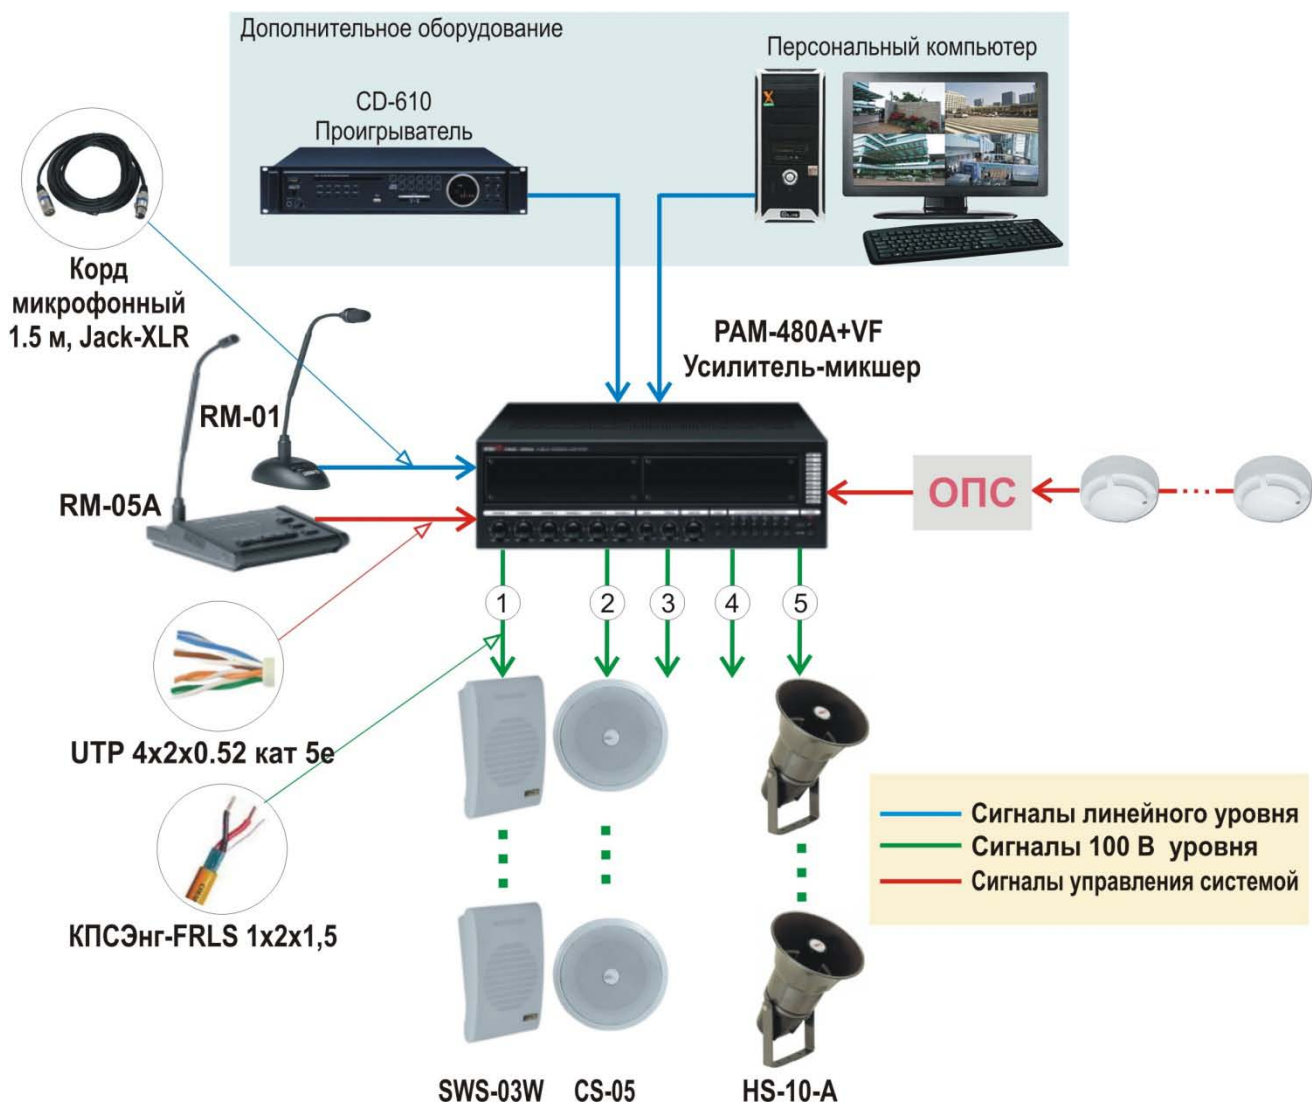 Дополнительное оборудование
Персональный компьютер
CD-610
Проигрыватель
Корд
микрофонный
1.5 м, Jack-XLR
PAM-480A+VF
Усилитель-микшер
RM-01
RM-05A
ОПС
1
2
3
4
5
UTP 4x2x0.52 кат 5е
КПСЭнг-FRLS 1x2x1,5
Сигналы линейного уровня
Сигналы 100 В уровня
Сигналы управления системой
SWS-03W
CS-05
HS-10-A